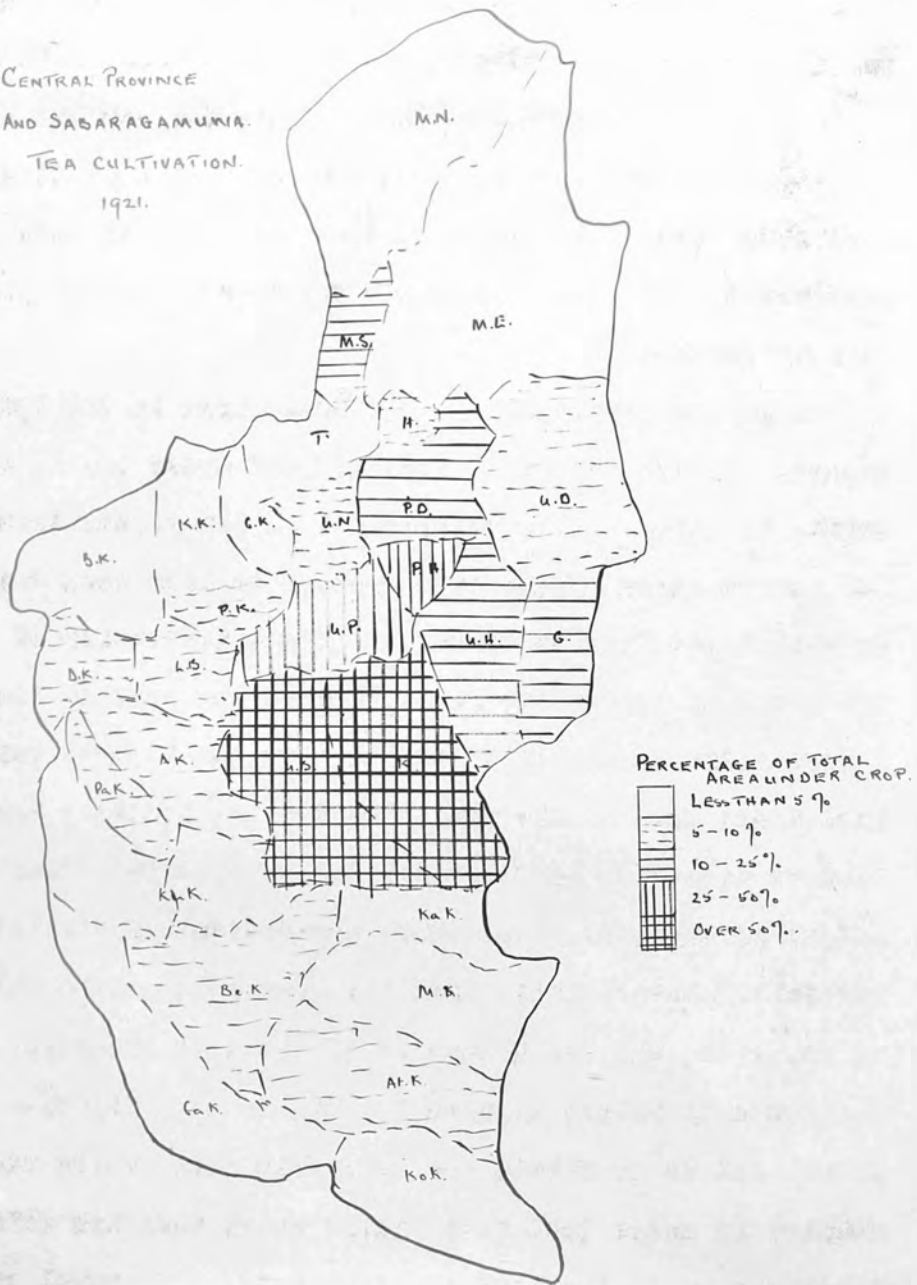 CENTRAL PROVINCE
AND SABARAGAMUWA.
TEA CULTIVATION.
1921.
M.N.
M.E.
M.S.
H.
T.
U.D.
P.D.
U.N
G.K.
K.K.
B.K.
P.H.
P.K.
U.P.
U.H.
G.
L.B
D.K.
A.K.
U.B.
K.
Pa.K.
PERCENTAGE OF TOTAL
AREA UNDER CROP.
LESS THAN 5 %
5 - 10 %
10 - 25 %
25 - 50 %
OVER 50 %.
Ka.K.
Be.K
M.K.
At.K.
Ga.K.
Ko.K.